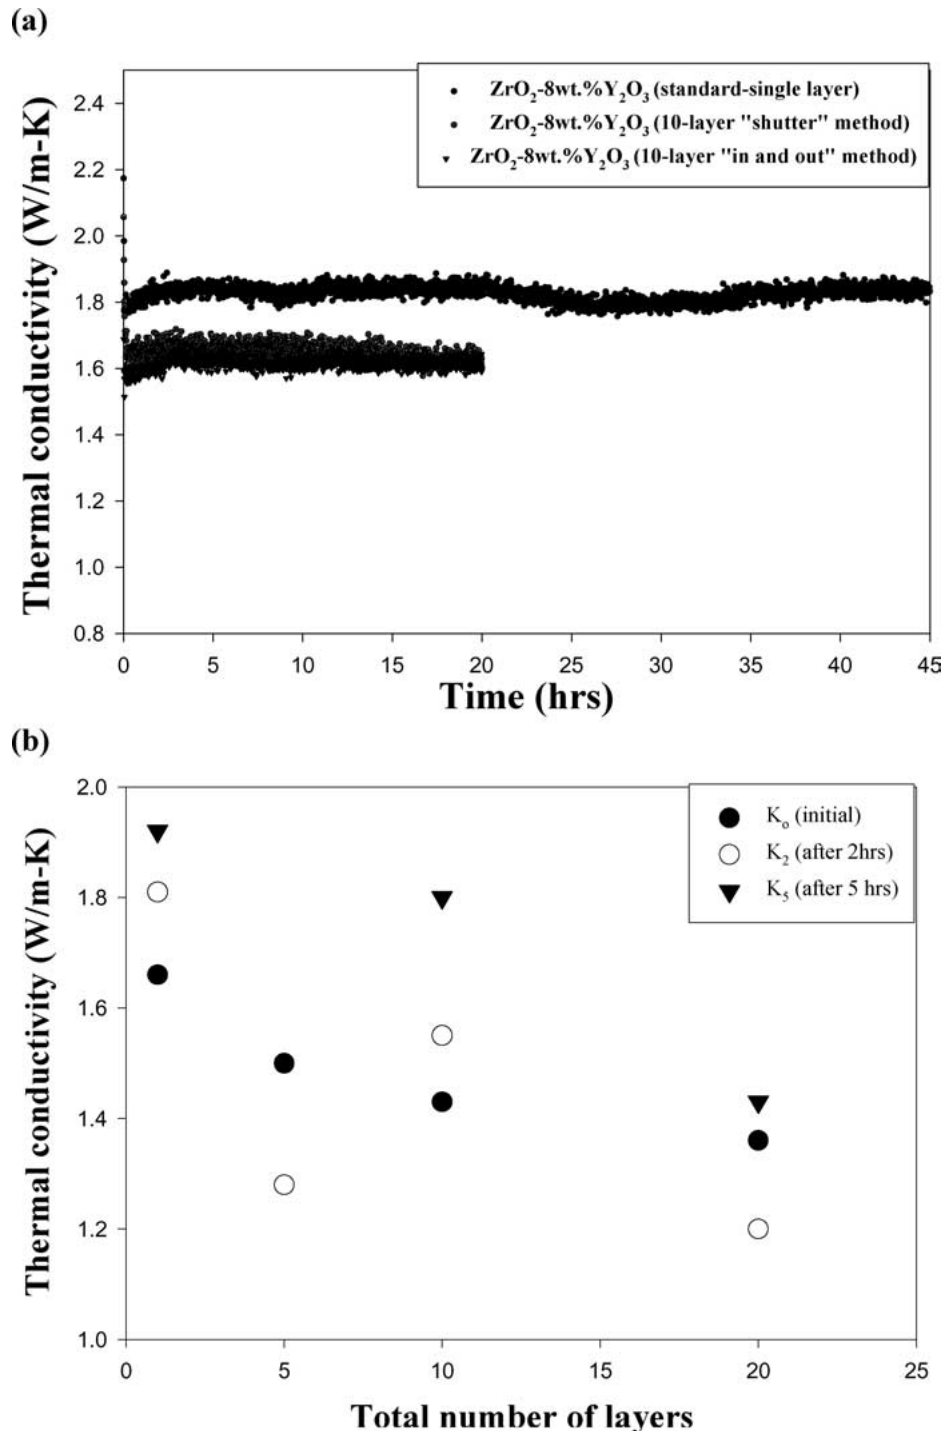 (a)
Thermal conductivity (W/m-K)
2.4
2.2
2.0
1.8
1.6
1.4
1.2
1.0
0.8
ZrO₂-8wt.%Y₂O₃ (standard-single layer)
ZrO₂-8wt.%Y₂O₃ (10-layer "shutter" method)
ZrO₂-8wt.%Y₂O₃ (10-layer "in and out" method)
0 5 10 15 20 25 30 35 40 45
Time (hrs)
(b)
Thermal conductivity (W/m-K)
2.0
1.8
1.6
1.4
1.2
1.0
Kₒ (initial)
K₂ (after 2hrs)
K₅ (after 5 hrs)
0 5 10 15 20 25
Total number of layers